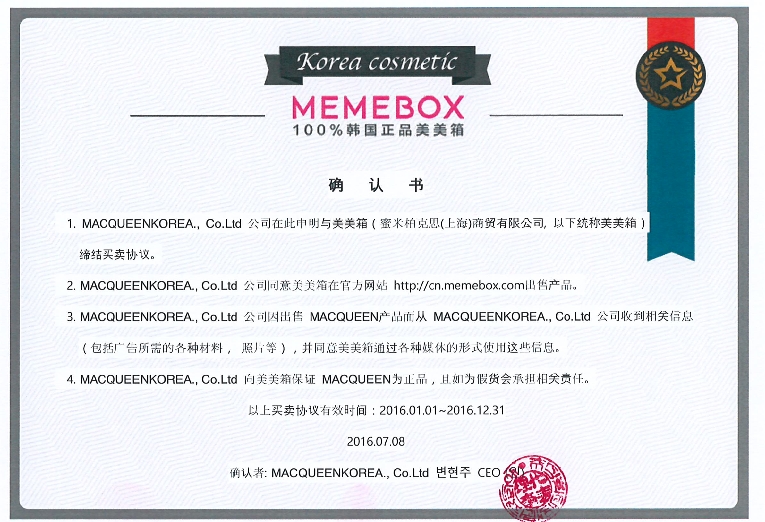 Korea cosmetic
MEMEBOX
100%韩国正品美美箱
确 认 书
1. MACQUEENKOREA., Co.Ltd 公司在此申明与美美箱（蜜米柏克思(上海)商贸有限公司, 以下统称美美箱）
缔结买卖协议。
2. MACQUEENKOREA., Co.Ltd 公司同意美美箱在官方网站 http://cn.memebox.com出售产品。
3. MACQUEENKOREA., Co.Ltd 公司因出售 MACQUEEN产品而从 MACQUEENKOREA., Co.Ltd 公司收到相关信息
（包括广告所需的各种材料， 照片等），并同意美美箱通过各种媒体的形式使用这些信息。
4. MACQUEENKOREA., Co.Ltd 向美美箱保证 MACQUEEN为正品，且如为假货会承担相关责任。
以上买卖协议有效时间：2016.01.01~2016.12.31
2016.07.08
确认者: MACQUEENKOREA., Co.Ltd 변현주 CEO